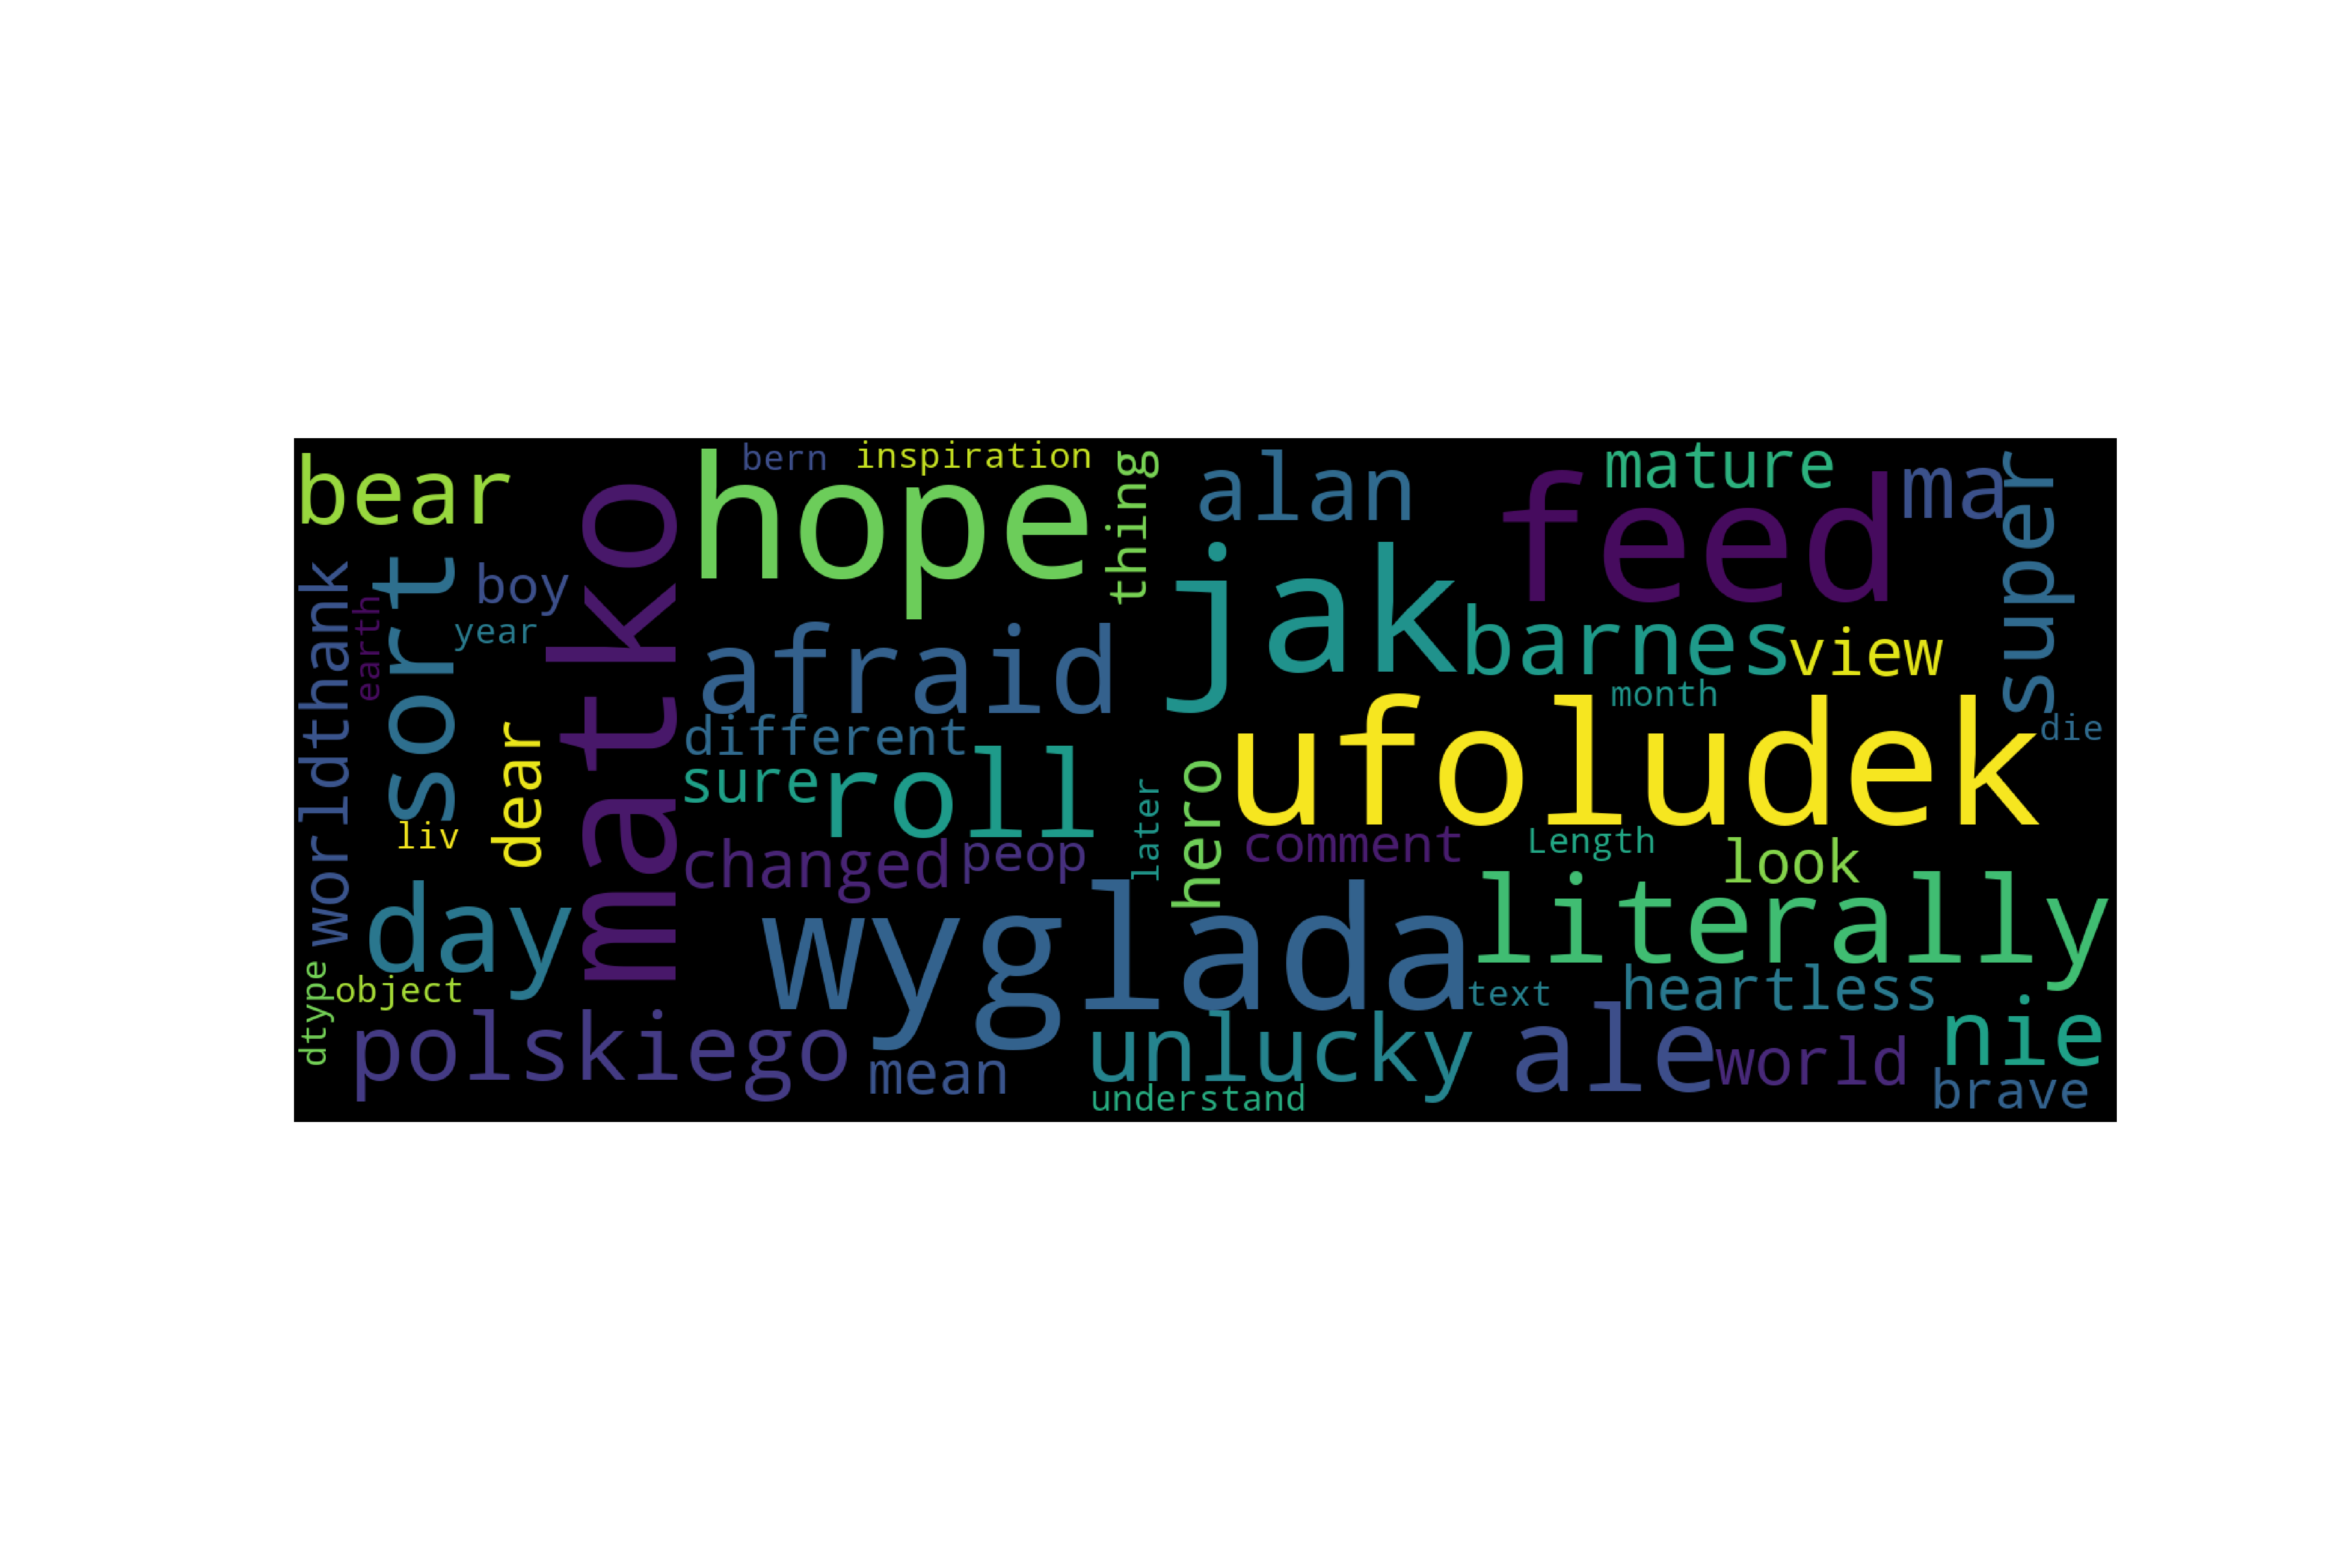 bear
bern
inspiration
hope
thing
alan
feed
mature
ma
super
worldthank
earth
sort
boy
year
matko
afraid
jak
barnes
view
month
die
different
sure
roll
dear
liv
later
hero
ufoludek
changed
peop
comment
Length
look
day
wyglada
literally
dtype
object
text
heartless
polskiego
mean
unlucky
understand
ale
world
nie
brave